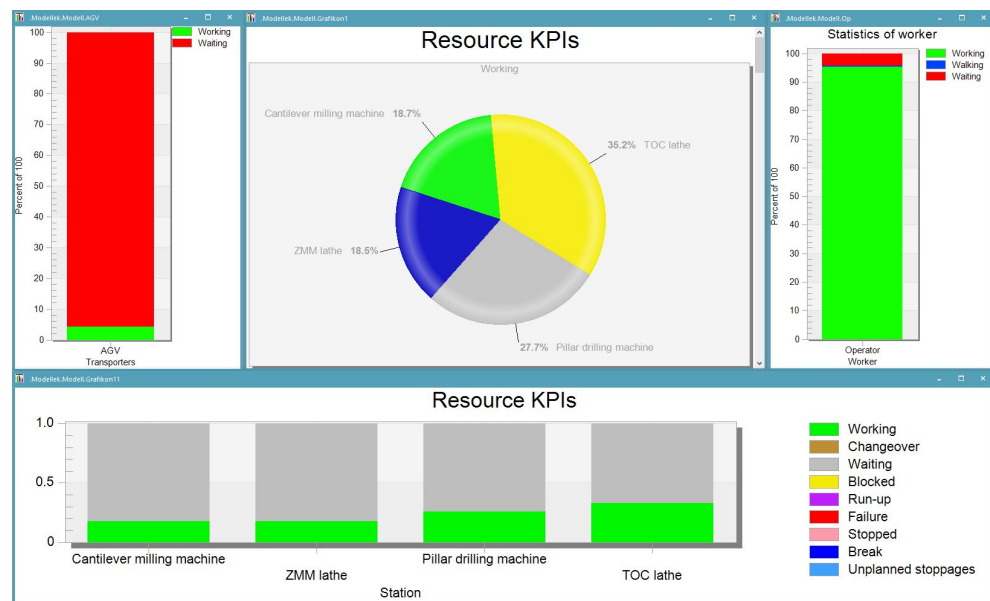 .Modellek.Modell.AGV
Working
Waiting
100
90
80
70
60
50
40
30
20
10
0
Percent of 100
AGV
Transporters
.Modellek.Modell.Grafikon1
Resource KPIs
Working
Cantilever milling machine 18.7%
35.2% TOC lathe
ZMM lathe 18.5%
27.7% Pillar drilling machine
.Modellek.Modell.Op
Statistics of worker
Working
Walking
Waiting
100
90
80
70
60
50
40
30
20
10
0
Percent of 100
Operator
Worker
.Modellek.Modell.Grafikon11
Resource KPIs
1.0
0.5
0
Cantilever milling machine
ZMM lathe
Pillar drilling machine
TOC lathe
Station
Working
Changeover
Waiting
Blocked
Run-up
Failure
Stopped
Break
Unplanned stoppages